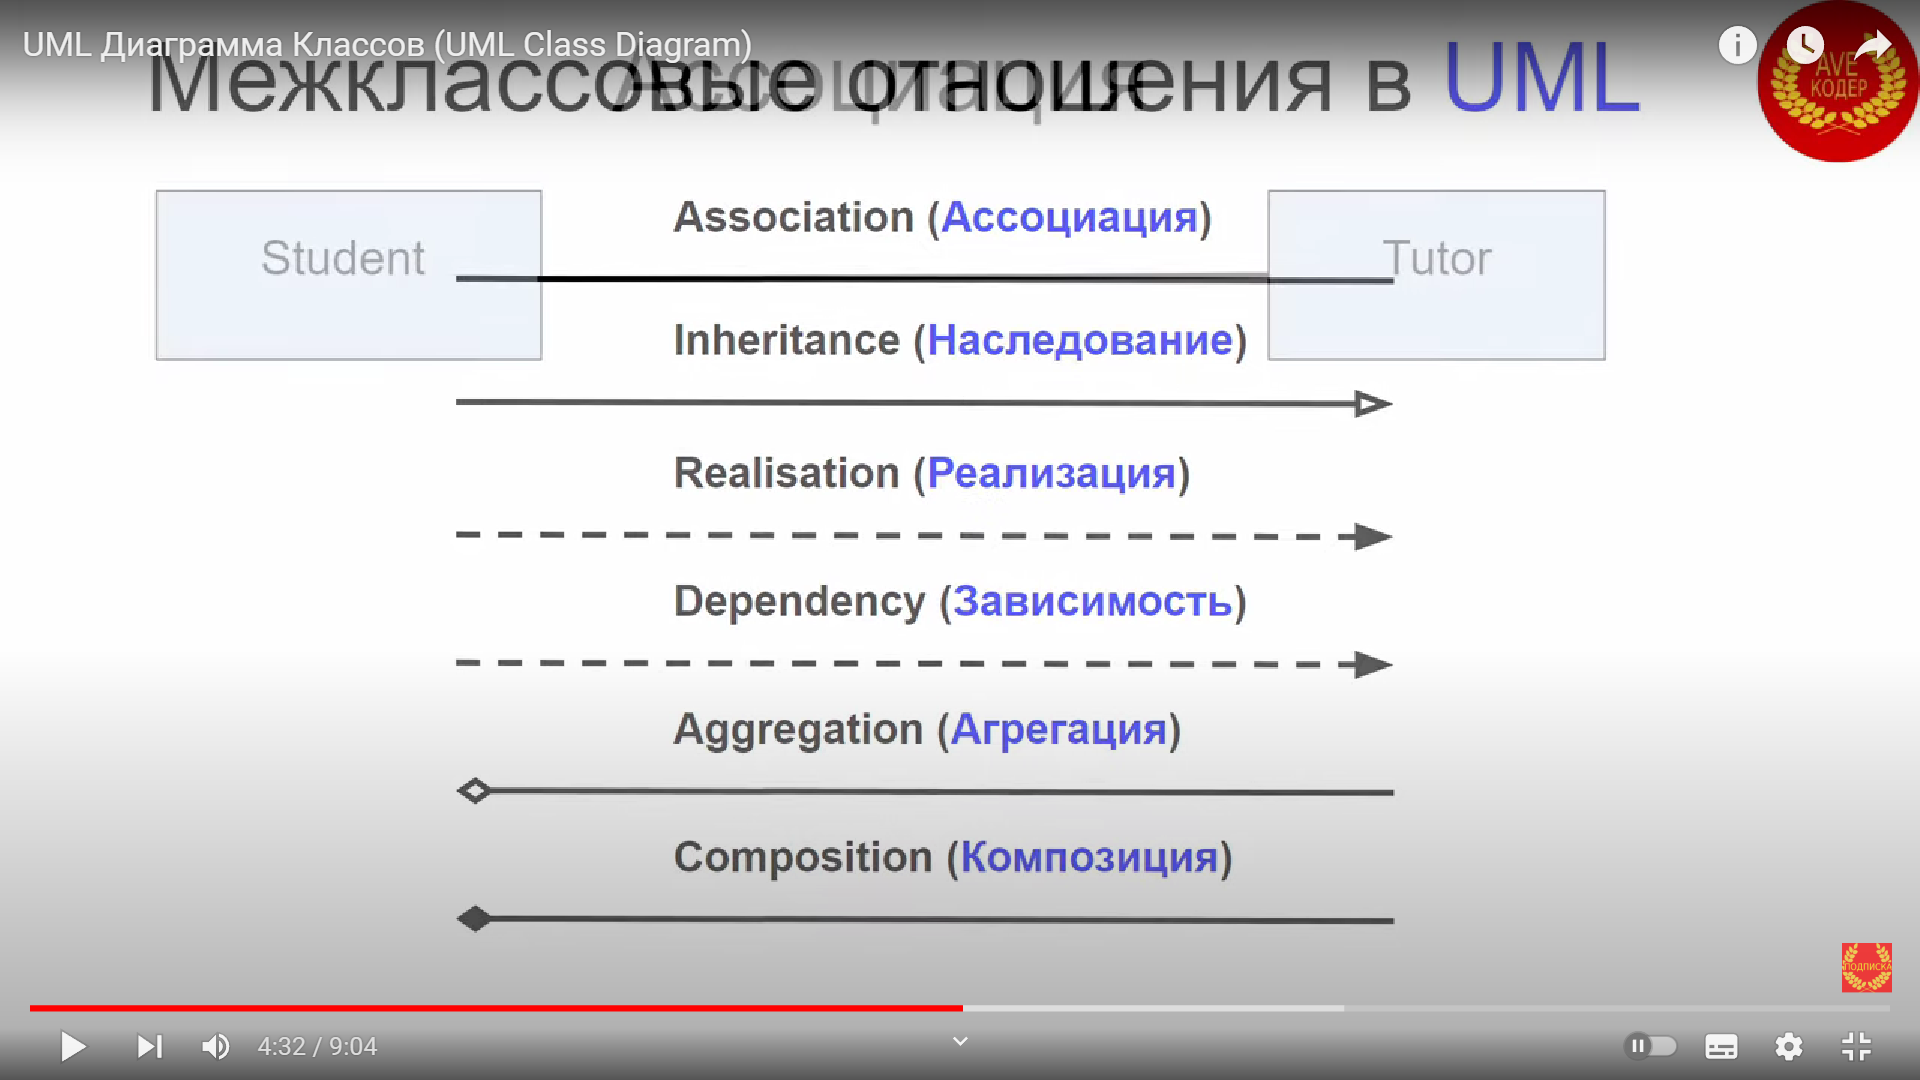 UML Диаграмма Классов (UML Class Diagram)
Межклассовые отношения в UML
Ассоциация
AVE
КОДЕР
Student
Association (Ассоциация)
Tutor
Inheritance (Наследование)
Realisation (Реализация)
Dependency (Зависимость)
Aggregation (Агрегация)
Composition (Композиция)
ПОДПИСКА
4:32 / 9:04